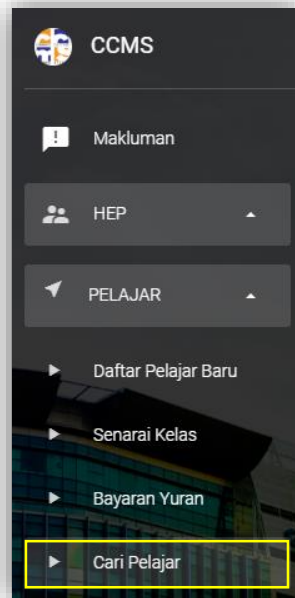 CCMS
Makluman
HEP
PELAJAR
Daftar Pelajar Baru
Senarai Kelas
Bayaran Yuran
Cari Pelajar